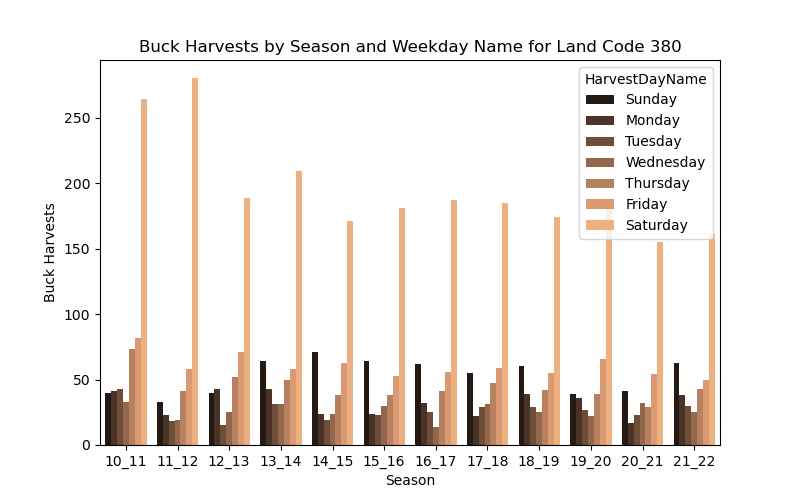 Buck Harvests by Season and Weekday Name for Land Code 380
HarvestDayName
Sunday
Monday
Tuesday
Wednesday
Thursday
Friday
Saturday
Buck Harvests
250
200
150
100
50
0
10_11 11_12 12_13 13_14 14_15 15_16 16_17 17_18 18_19 19_20 20_21 21_22
Season